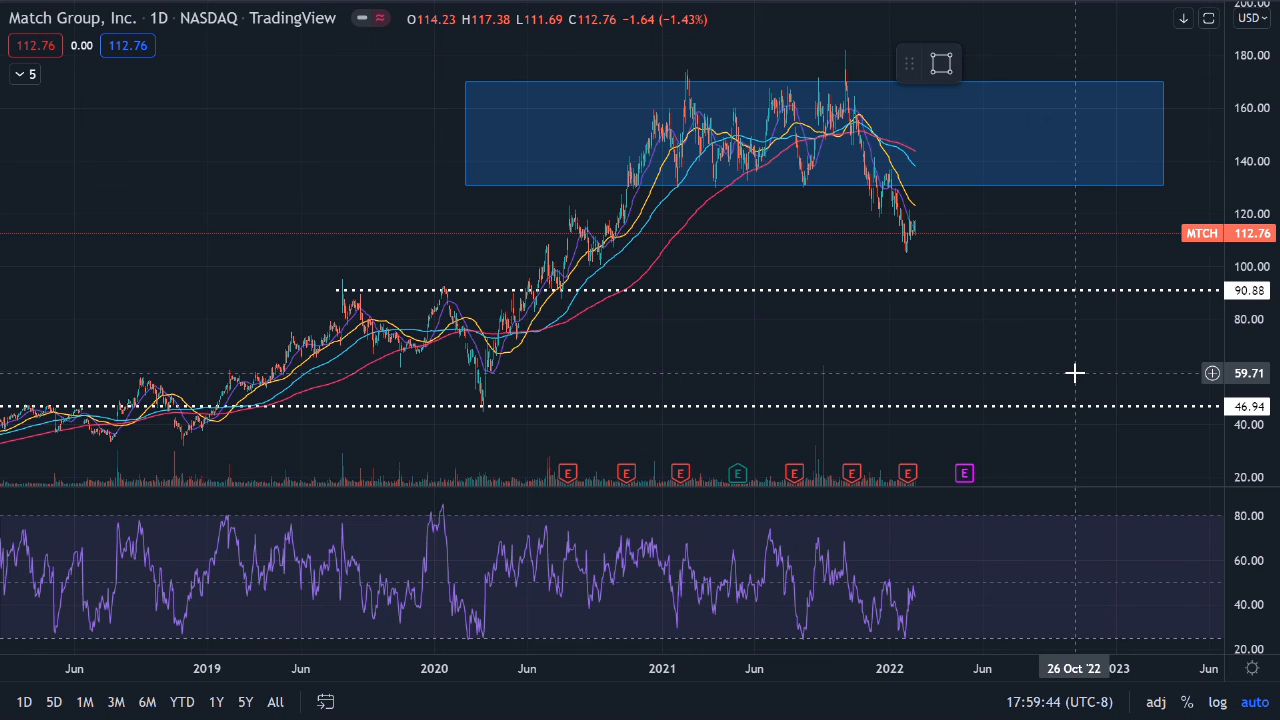 Match Group, Inc. · 1D · NASDAQ · TradingView
O114.23 H117.38 L111.69 C112.76 −1.64 (−1.43%)
112.76 0.00 112.76
5
200.00
USD
180.00
160.00
140.00
120.00
MTCH 112.76
100.00
90.88
80.00
59.71
46.94
40.00
20.00
E E E E E E E E
80.00
60.00
40.00
20.00
Jun 2019 Jun 2020 Jun 2021 Jun 2022 Jun 26 Oct '22 023 Jun
1D 5D 1M 3M 6M YTD 1Y 5Y All
17:59:44 (UTC-8) adj % log auto